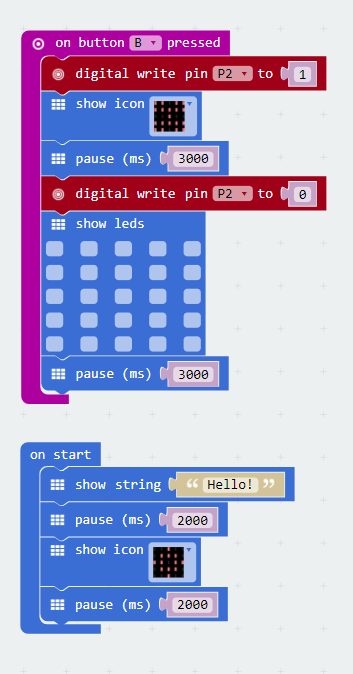 on button B pressed
digital write pin P2 to 1
show icon
pause (ms) 3000
digital write pin P2 to 0
show leds
pause (ms) 3000
on start
show string “ Hello! ”
pause (ms) 2000
show icon
pause (ms) 2000